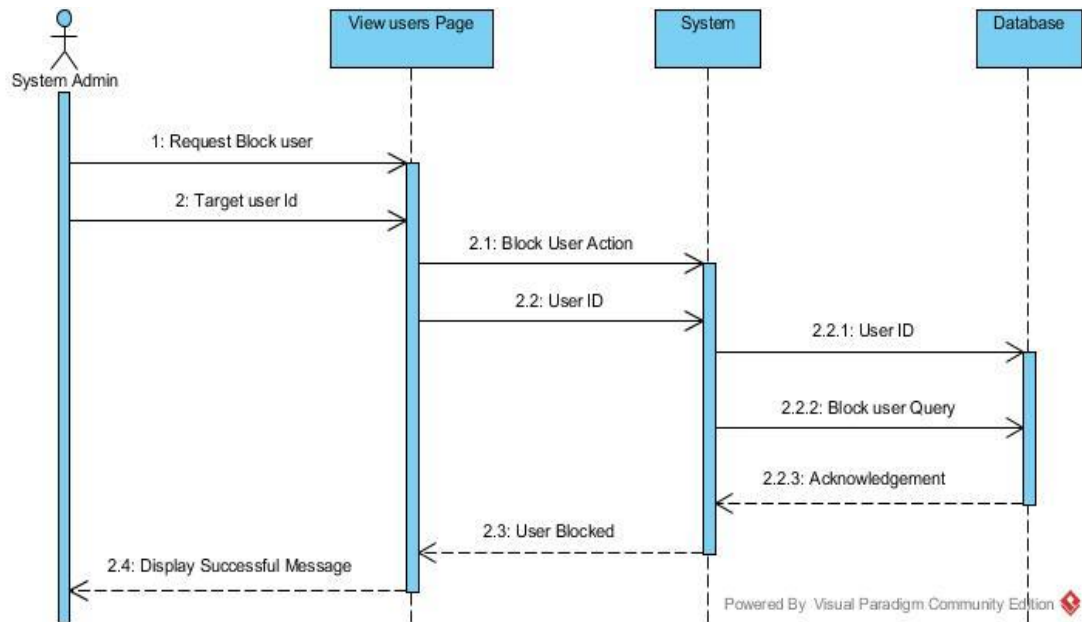 View users Page
System
Database
System Admin
1: Request Block user
2: Target user Id
2.1: Block User Action
2.2: User ID
2.2.1: User ID
2.2.2: Block user Query
2.2.3: Acknowledgement
2.3: User Blocked
2.4: Display Successful Message
Powered By Visual Paradigm Community Edition